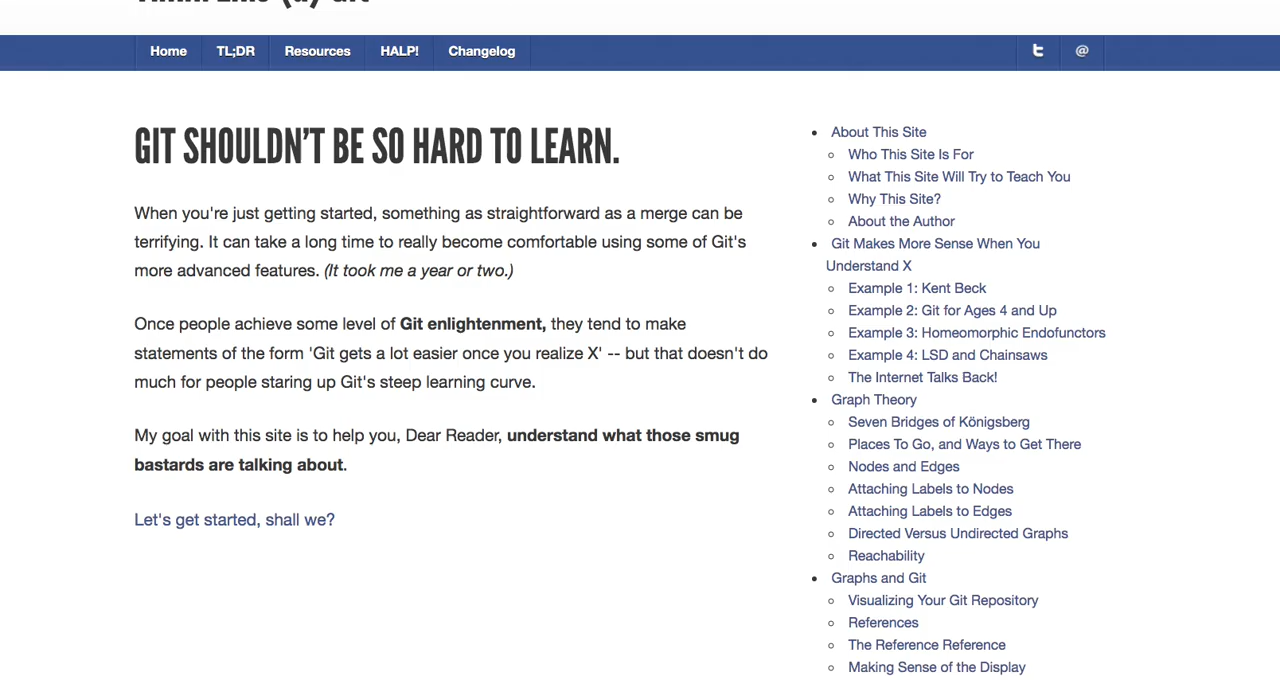 Home TL;DR Resources HALP! Changelog @
GIT SHOULDN'T BE SO HARD TO LEARN.
When you're just getting started, something as straightforward as a merge can be
terrifying. It can take a long time to really become comfortable using some of Git's
more advanced features. (It took me a year or two.)
Once people achieve some level of Git enlightenment, they tend to make
statements of the form 'Git gets a lot easier once you realize X' -- but that doesn't do
much for people staring up Git's steep learning curve.
My goal with this site is to help you, Dear Reader, understand what those smug
bastards are talking about.
Let's get started, shall we?
About This Site
Who This Site Is For
What This Site Will Try to Teach You
Why This Site?
About the Author
Git Makes More Sense When You
Understand X
Example 1: Kent Beck
Example 2: Git for Ages 4 and Up
Example 3: Homeomorphic Endofunctors
Example 4: LSD and Chainsaws
The Internet Talks Back!
Graph Theory
Seven Bridges of Königsberg
Places To Go, and Ways to Get There
Nodes and Edges
Attaching Labels to Nodes
Attaching Labels to Edges
Directed Versus Undirected Graphs
Reachability
Graphs and Git
Visualizing Your Git Repository
References
The Reference Reference
Making Sense of the Display